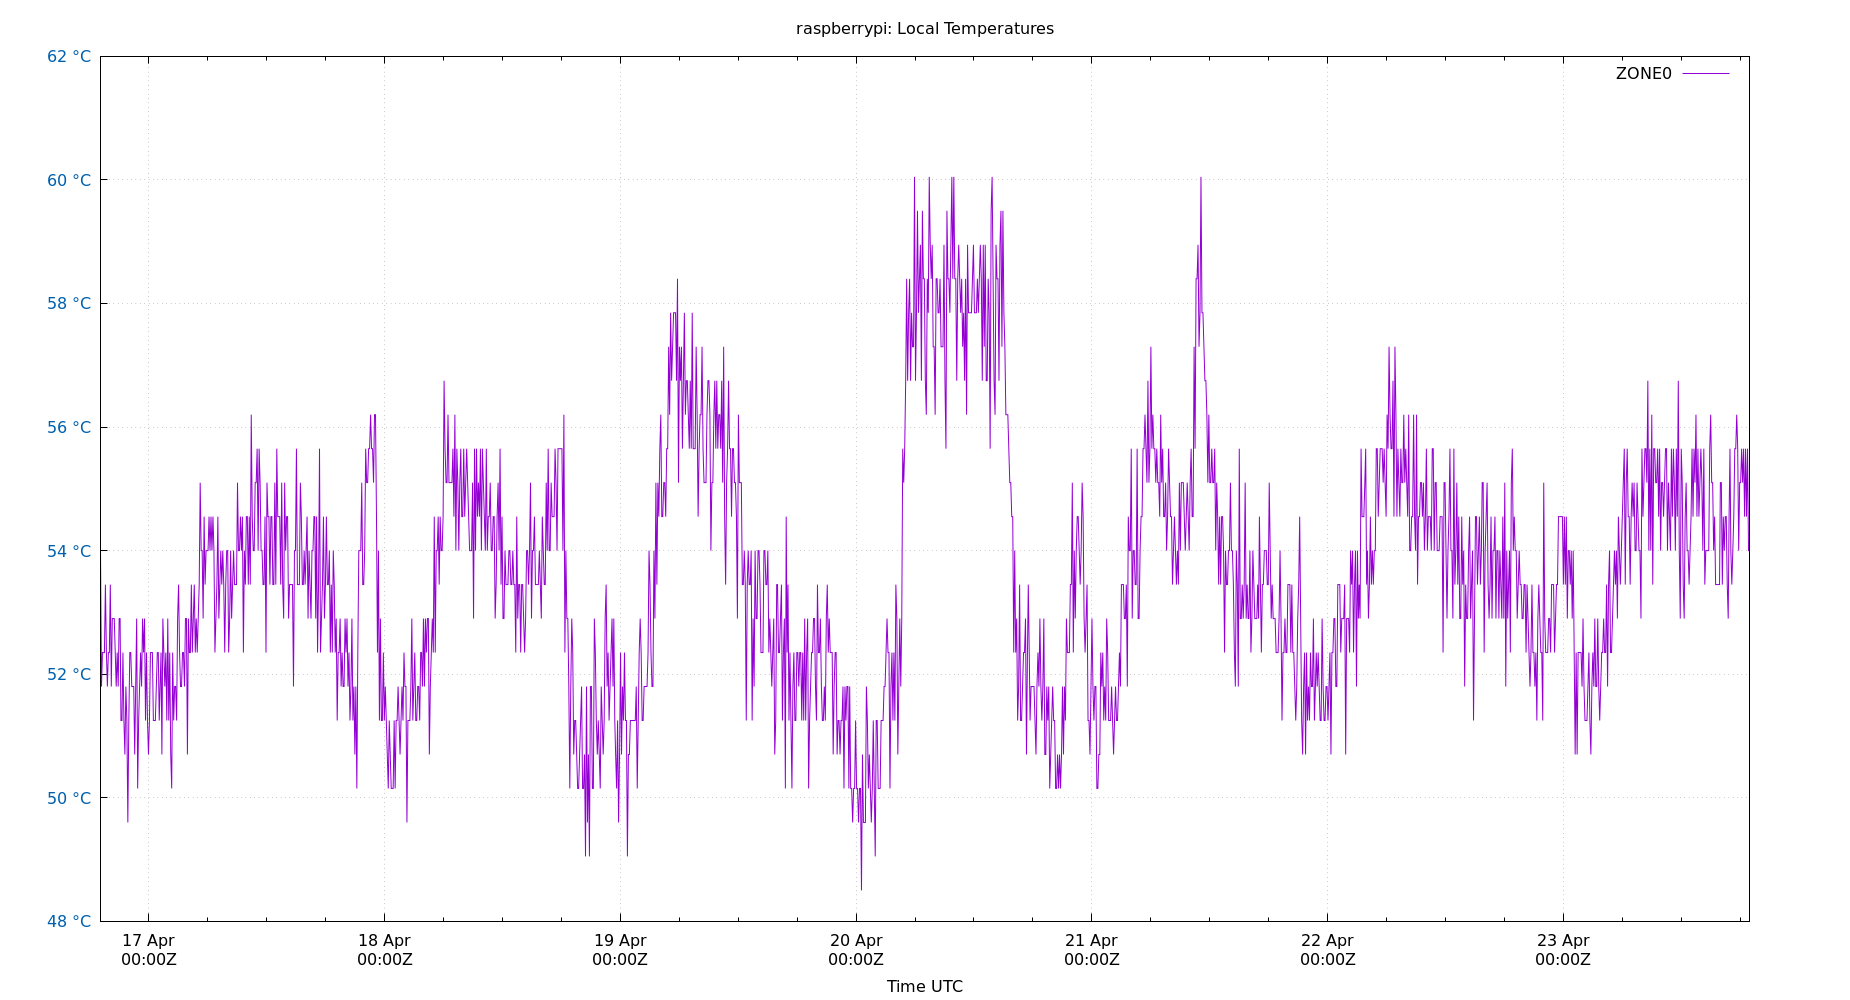 raspberrypi: Local Temperatures
62 °C
ZONE0
60 °C
58 °C
56 °C
54 °C
52 °C
50 °C
48 °C
17 Apr 18 Apr 19 Apr 20 Apr 21 Apr 22 Apr 23 Apr
00:00Z 00:00Z 00:00Z 00:00Z 00:00Z 00:00Z 00:00Z
Time UTC